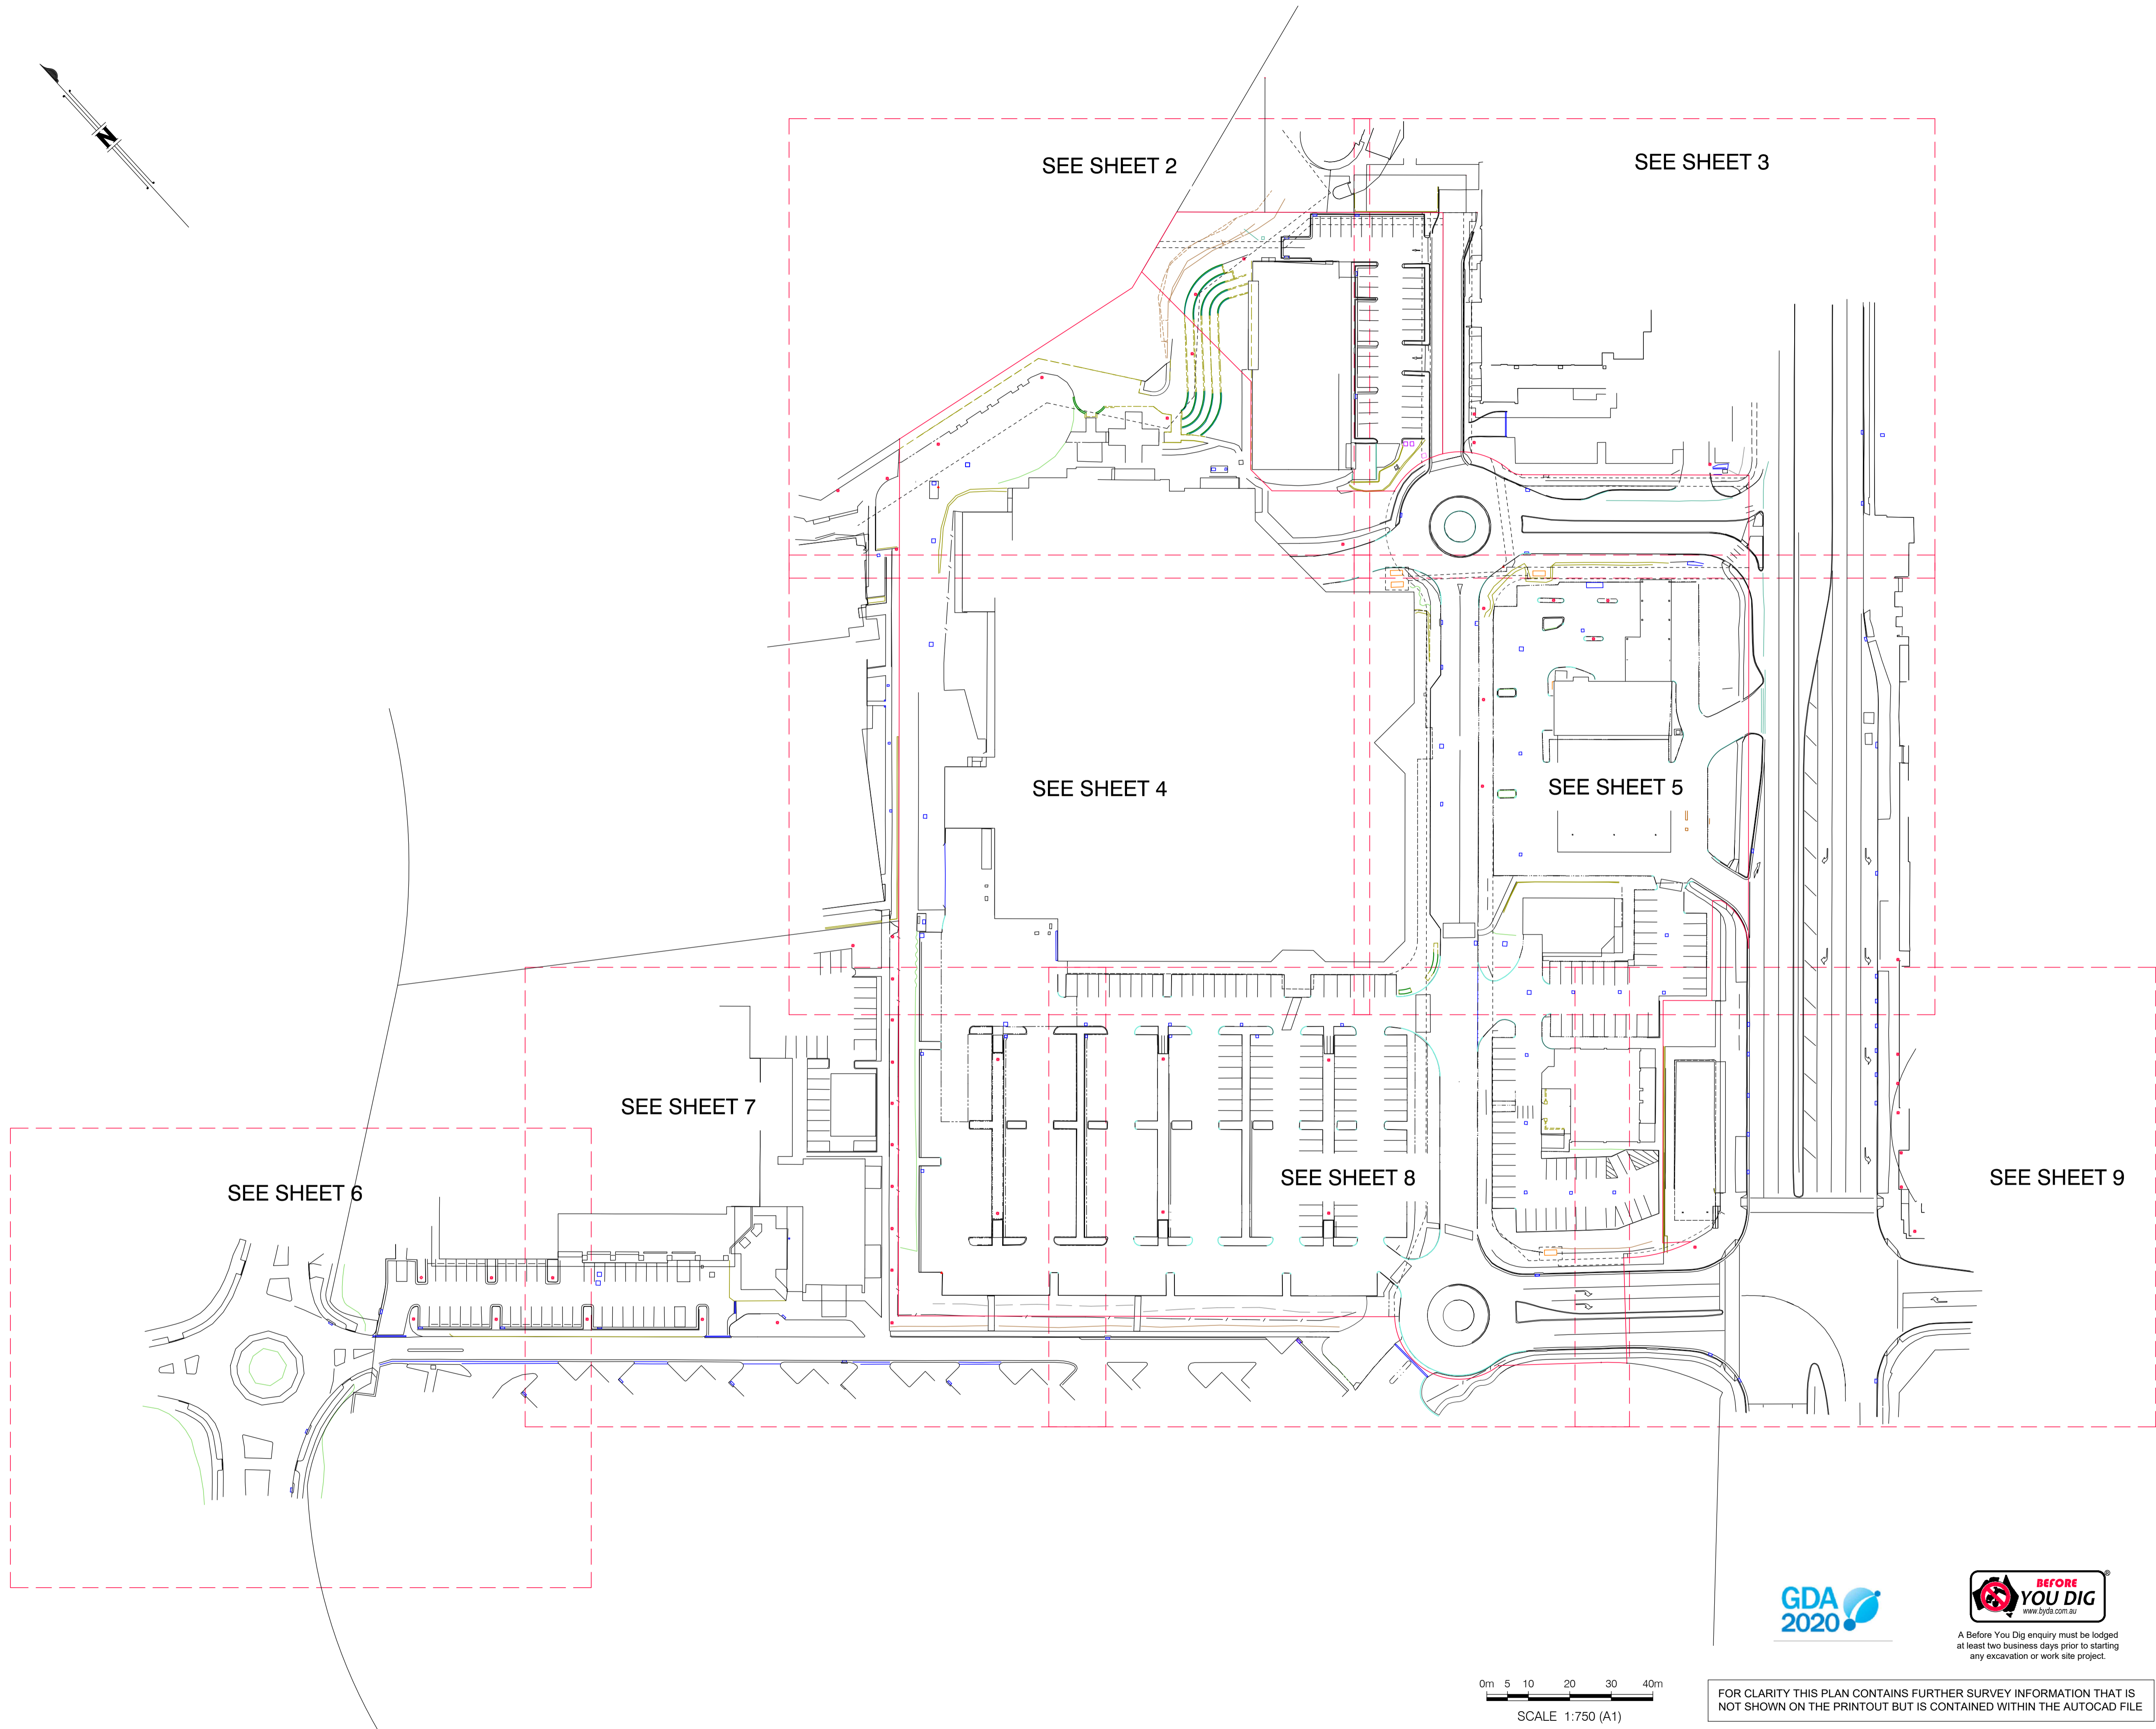 N
SEE SHEET 2
SEE SHEET 3
SEE SHEET 4
SEE SHEET 5
SEE SHEET 7
SEE SHEET 8
SEE SHEET 9
SEE SHEET 6
GDA
2020
BEFORE
YOU DIG
®
www.byda.com.au
A Before You Dig enquiry must be lodged
at least two business days prior to starting
any excavation or work site project.
0m 5 10 20 30 40m
SCALE 1:750 (A1)
FOR CLARITY THIS PLAN CONTAINS FURTHER SURVEY INFORMATION THAT IS
NOT SHOWN ON THE PRINTOUT BUT IS CONTAINED WITHIN THE AUTOCAD FILE